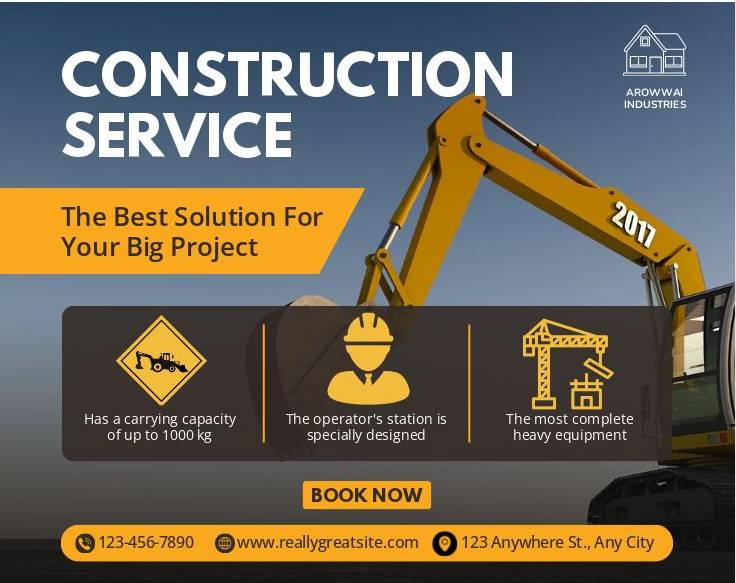 CONSTRUCTION
SERVICE
AROWWAI
INDUSTRIES
The Best Solution For
Your Big Project
2017
Has a carrying capacity
of up to 1000 kg
The operator's station is
specially designed
The most complete
heavy equipment
BOOK NOW
123-456-7890
www.reallygreatsite.com
123 Anywhere St., Any City